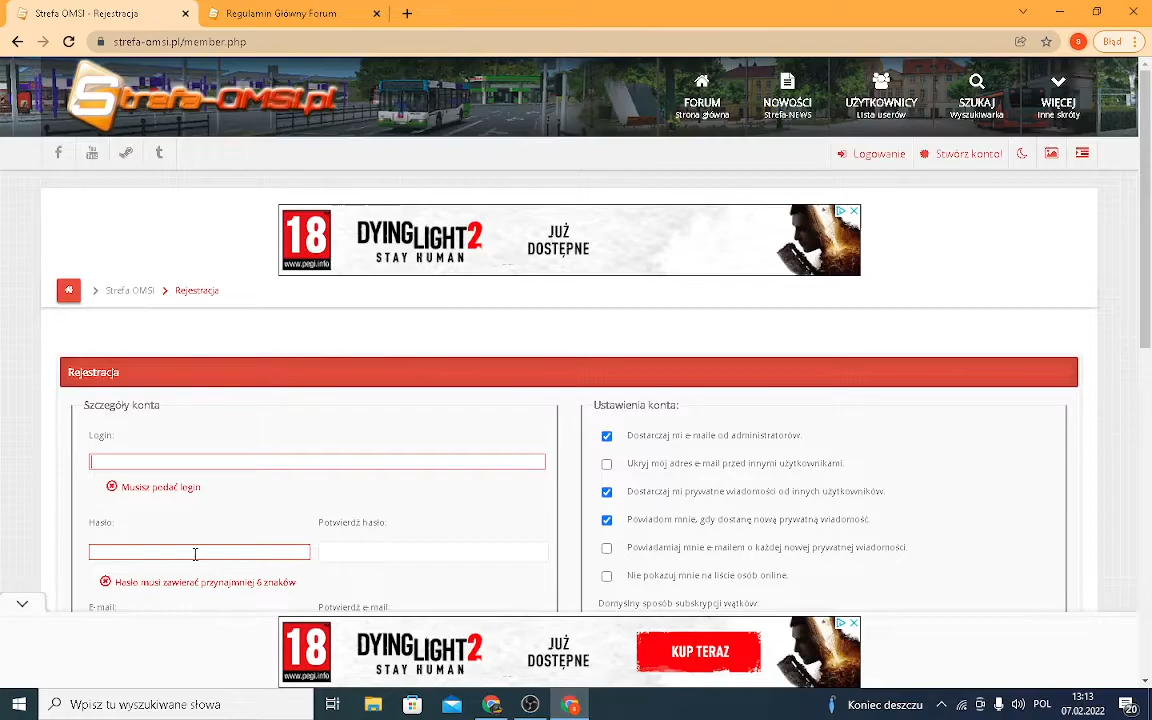 Strefa OMSI - Rejestracja
Regulamin Główny Forum
strefa-omsi.pl/member.php
S
Błąd
Strefa-OMSI.pl
FORUM
Strona główna
NOWOŚCI
Strefa-NEWS
UŻYTKOWNICY
Lista userów
SZUKAJ
Wyszukiwarka
WIĘCEJ
Inne skróty
f
You Tube
t
Logowanie
Stwórz konto!
18
www.pegi.info
DYING LIGHT 2
STAY HUMAN
JUŻ
DOSTĘPNE
Strefa OMSI
Rejestracja
Rejestracja
Szczegóły konta
Login:
Musisz podać login
Hasło:
Potwierdź hasło:
Hasło musi zawierać przynajmniej 6 znaków
E-mail:
Potwierdź e-mail:
Ustawienia konta:
Dostarczaj mi e-maile od administratorów.
Ukryj mój adres e-mail przed innymi użytkownikami.
Dostarczaj mi prywatne wiadomości od innych użytkowników.
Powiadom mnie, gdy dostanę nową prywatną wiadomość.
Powiadamiaj mnie e-mailem o każdej nowej prywatnej wiadomości.
Nie pokazuj mnie na liście osób online.
Domyślny sposób subskrypcji wątków:
18
www.pegi.info
DYING LIGHT 2
STAY HUMAN
JUŻ
DOSTĘPNE
KUP TERAZ
Wpisz tu wyszukiwane słowa
Koniec deszczu
POL
13:13
07.02.2022
20